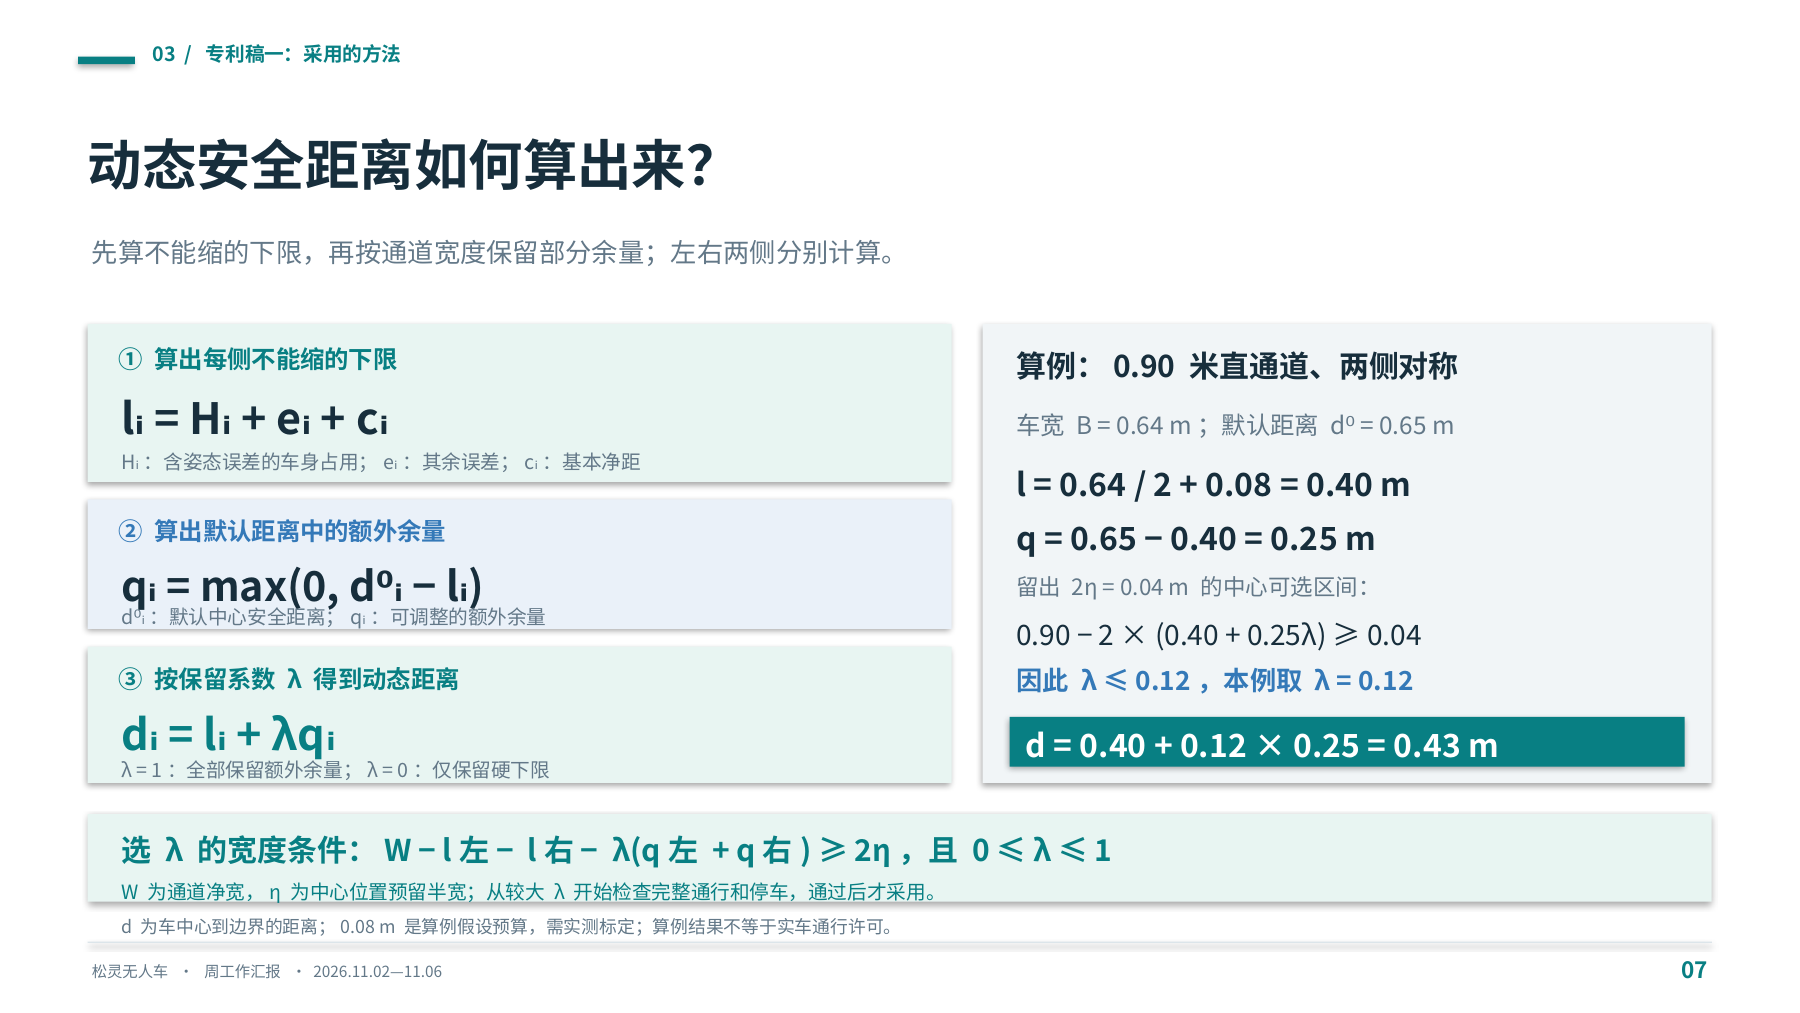 03 / 专利稿一：采用的方法
动态安全距离如何算出来？
先算不能缩的下限，再按通道宽度保留部分余量；左右两侧分别计算。
① 算出每侧不能缩的下限
lᵢ = Hᵢ + eᵢ + cᵢ
Hᵢ：含姿态误差的车身占用；eᵢ：其余误差；cᵢ：基本净距
② 算出默认距离中的额外余量
qᵢ = max(0, d⁰ᵢ − lᵢ)
d⁰ᵢ：默认中心安全距离；qᵢ：可调整的额外余量
③ 按保留系数 λ 得到动态距离
dᵢ = lᵢ + λqᵢ
λ = 1：全部保留额外余量；λ = 0：仅保留硬下限
算例：0.90 米直通道、两侧对称
车宽 B = 0.64 m；默认距离 d⁰ = 0.65 m
l = 0.64 / 2 + 0.08 = 0.40 m
q = 0.65 − 0.40 = 0.25 m
留出 2η = 0.04 m 的中心可选区间：
0.90 − 2 × (0.40 + 0.25λ) ⩾ 0.04
因此 λ ⩽ 0.12，本例取 λ = 0.12
d = 0.40 + 0.12 × 0.25 = 0.43 m
选 λ 的宽度条件：W − l左 − l右 − λ(q左 + q右) ⩾ 2η，且 0 ⩽ λ ⩽ 1
W 为通道净宽，η 为中心位置预留半宽；从较大 λ 开始检查完整通行和停车，通过后才采用。
d 为车中心到边界的距离；0.08 m 是算例假设预算，需实测标定；算例结果不等于实车通行许可。
松灵无人车 · 周工作汇报 · 2026.11.02—11.06
07